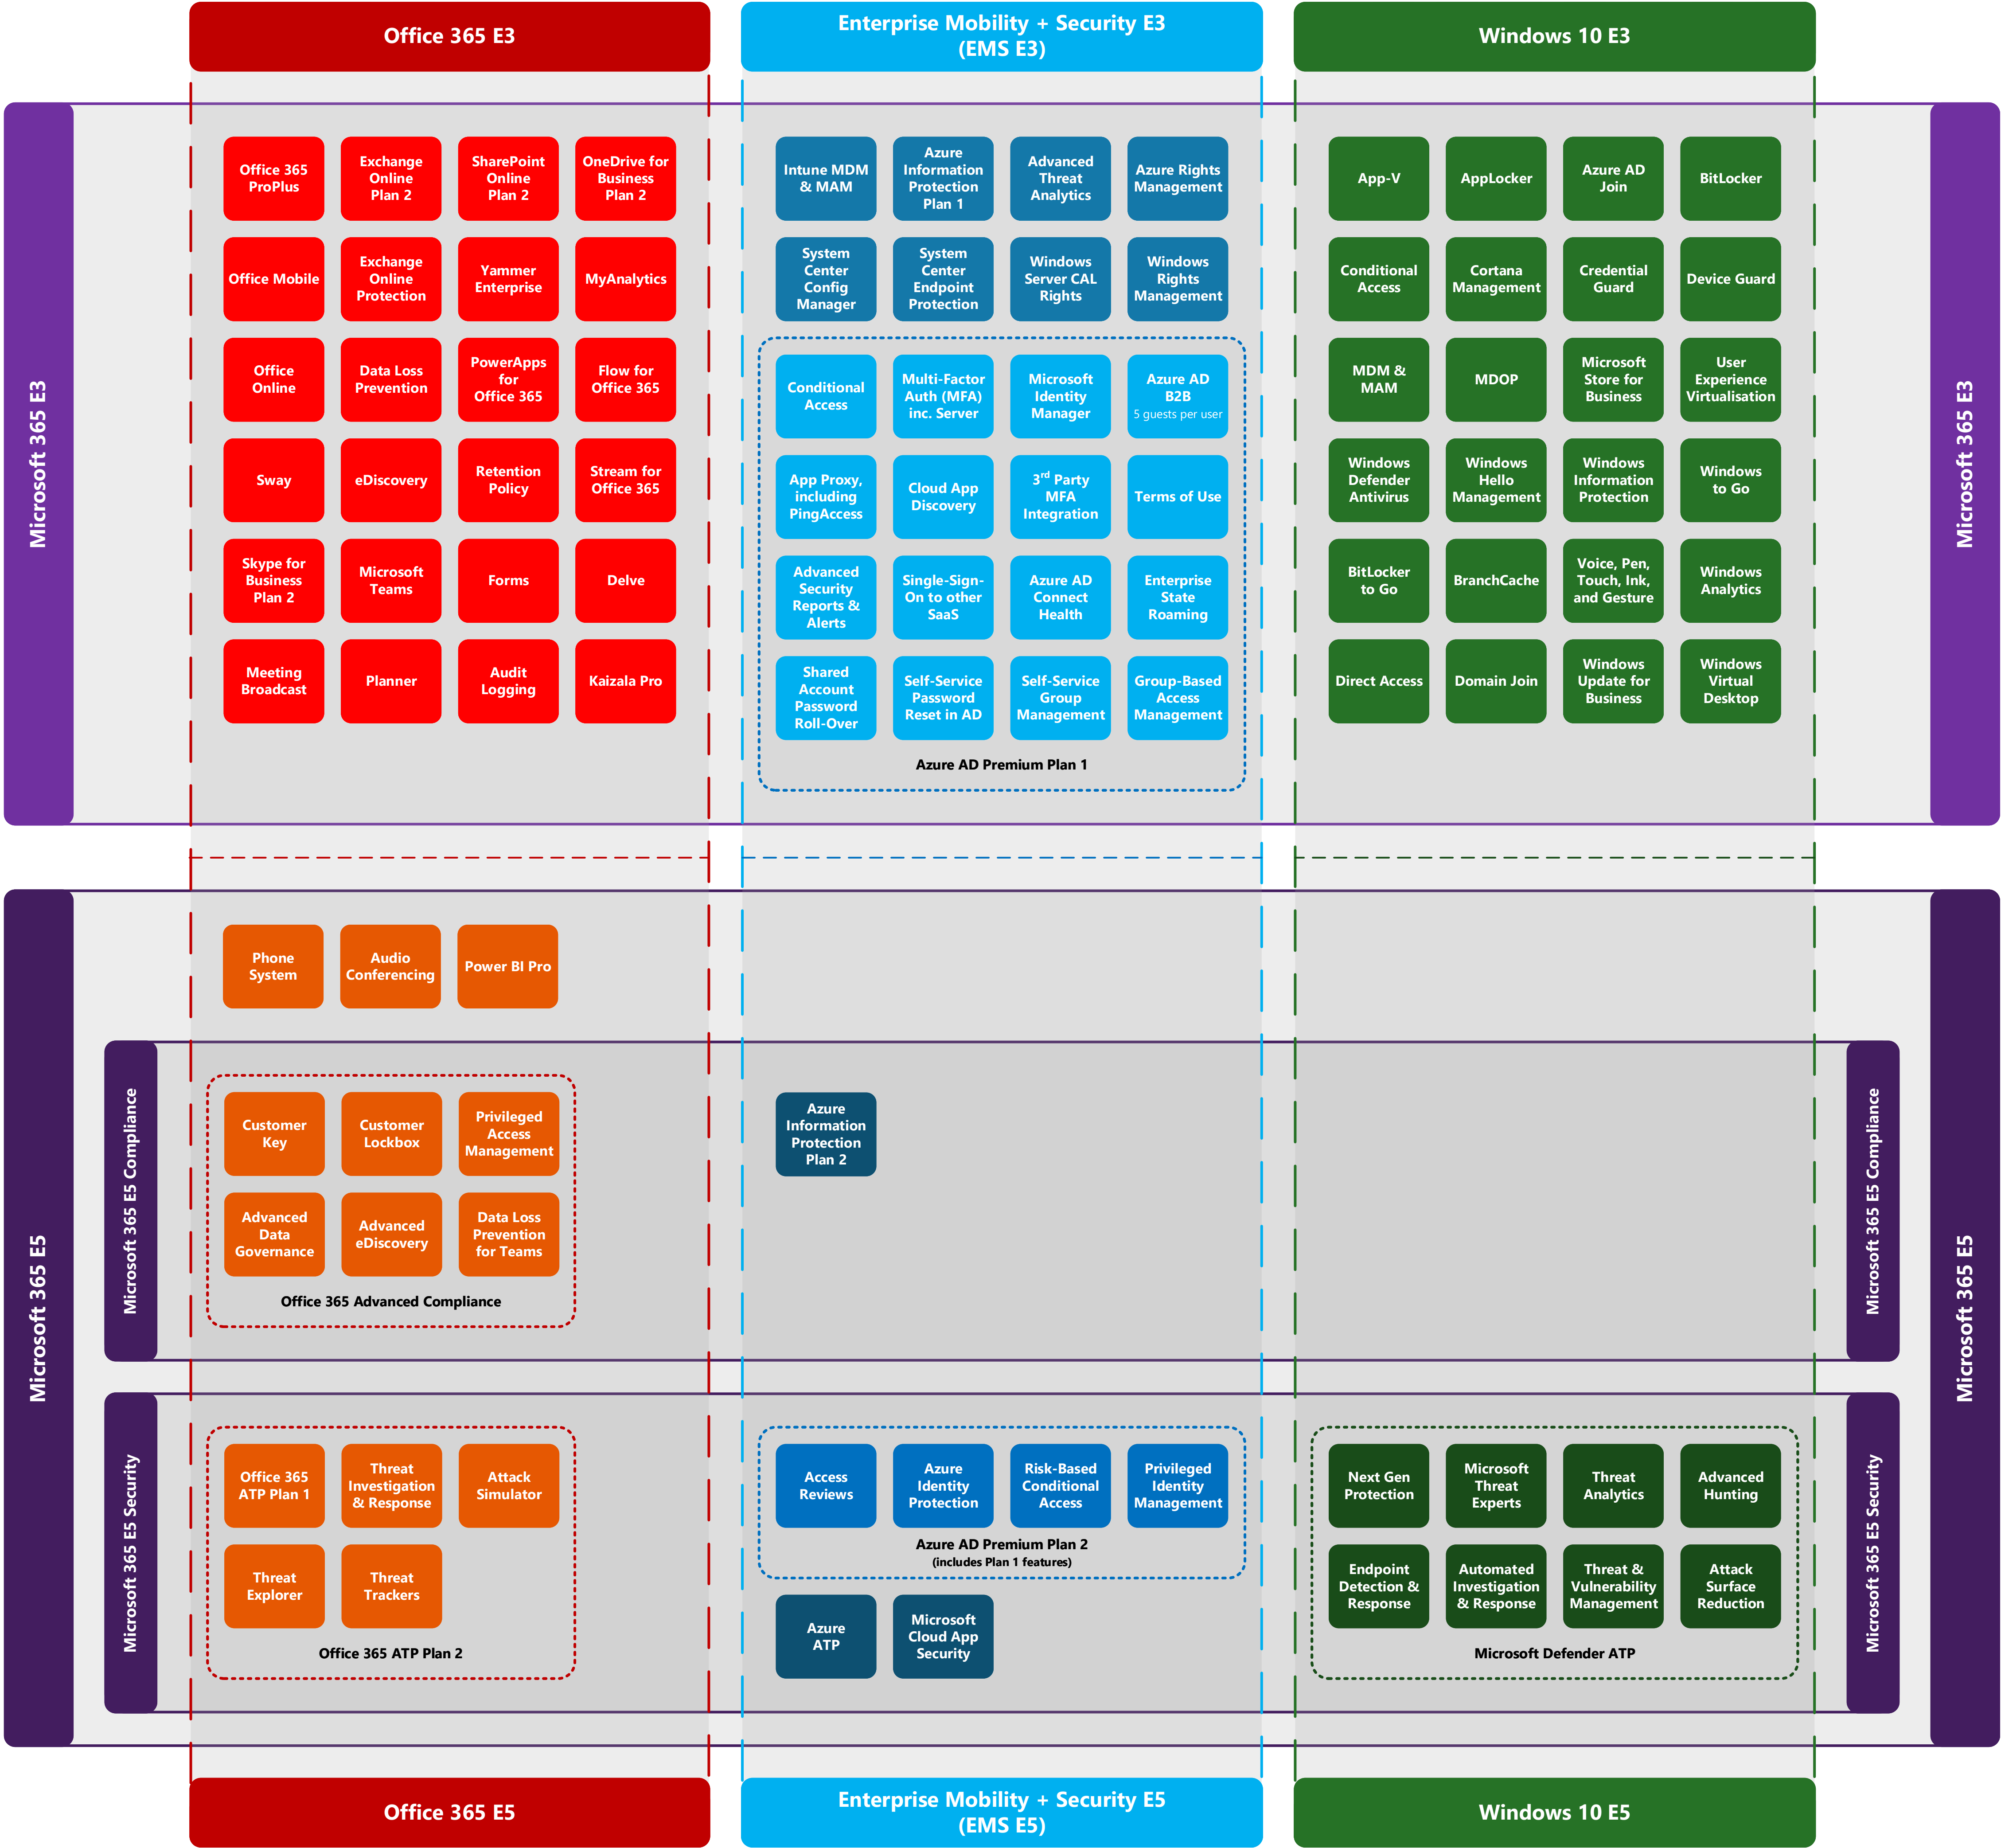 Office 365 E3
Enterprise Mobility + Security E3
(EMS E3)
Windows 10 E3
Microsoft 365 E3
Office 365
ProPlus
Exchange
Online
Plan 2
SharePoint
Online
Plan 2
OneDrive for
Business
Plan 2
Office Mobile
Exchange
Online
Protection
Yammer
Enterprise
MyAnalytics
Office
Online
Data Loss
Prevention
PowerApps
for
Office 365
Flow for
Office 365
Sway
eDiscovery
Retention
Policy
Stream for
Office 365
Skype for
Business
Plan 2
Microsoft
Teams
Forms
Delve
Meeting
Broadcast
Planner
Audit
Logging
Kaizala Pro
Intune MDM
& MAM
Azure
Information
Protection
Plan 1
Advanced
Threat
Analytics
Azure Rights
Management
System
Center
Config
Manager
System
Center
Endpoint
Protection
Windows
Server CAL
Rights
Windows
Rights
Management
Conditional
Access
Multi-Factor
Auth (MFA)
inc. Server
Microsoft
Identity
Manager
Azure AD
B2B
5 guests per user
App Proxy,
including
PingAccess
Cloud App
Discovery
3rd Party
MFA
Integration
Terms of Use
Advanced
Security
Reports &
Alerts
Single-Sign-
On to other
SaaS
Azure AD
Connect
Health
Enterprise
State
Roaming
Shared
Account
Password
Roll-Over
Self-Service
Password
Reset in AD
Self-Service
Group
Management
Group-Based
Access
Management
Azure AD Premium Plan 1
App-V
AppLocker
Azure AD
Join
BitLocker
Conditional
Access
Cortana
Management
Credential
Guard
Device Guard
MDM &
MAM
MDOP
Microsoft
Store for
Business
User
Experience
Virtualisation
Windows
Defender
Antivirus
Windows
Hello
Management
Windows
Information
Protection
Windows
to Go
BitLocker
to Go
BranchCache
Voice, Pen,
Touch, Ink,
and Gesture
Windows
Analytics
Direct Access
Domain Join
Windows
Update for
Business
Windows
Virtual
Desktop
Microsoft 365 E3
Microsoft 365 E5
Phone
System
Audio
Conferencing
Power BI Pro
Microsoft 365 E5 Compliance
Customer
Key
Customer
Lockbox
Privileged
Access
Management
Advanced
Data
Governance
Advanced
eDiscovery
Data Loss
Prevention
for Teams
Office 365 Advanced Compliance
Azure
Information
Protection
Plan 2
Microsoft 365 E5 Compliance
Microsoft 365 E5 Security
Office 365
ATP Plan 1
Threat
Investigation
& Response
Attack
Simulator
Threat
Explorer
Threat
Trackers
Office 365 ATP Plan 2
Access
Reviews
Azure
Identity
Protection
Risk-Based
Conditional
Access
Privileged
Identity
Management
Azure AD Premium Plan 2
(includes Plan 1 features)
Azure
ATP
Microsoft
Cloud App
Security
Next Gen
Protection
Microsoft
Threat
Experts
Threat
Analytics
Advanced
Hunting
Endpoint
Detection &
Response
Automated
Investigation
& Response
Threat &
Vulnerability
Management
Attack
Surface
Reduction
Microsoft Defender ATP
Microsoft 365 E5 Security
Microsoft 365 E5
Office 365 E5
Enterprise Mobility + Security E5
(EMS E5)
Windows 10 E5